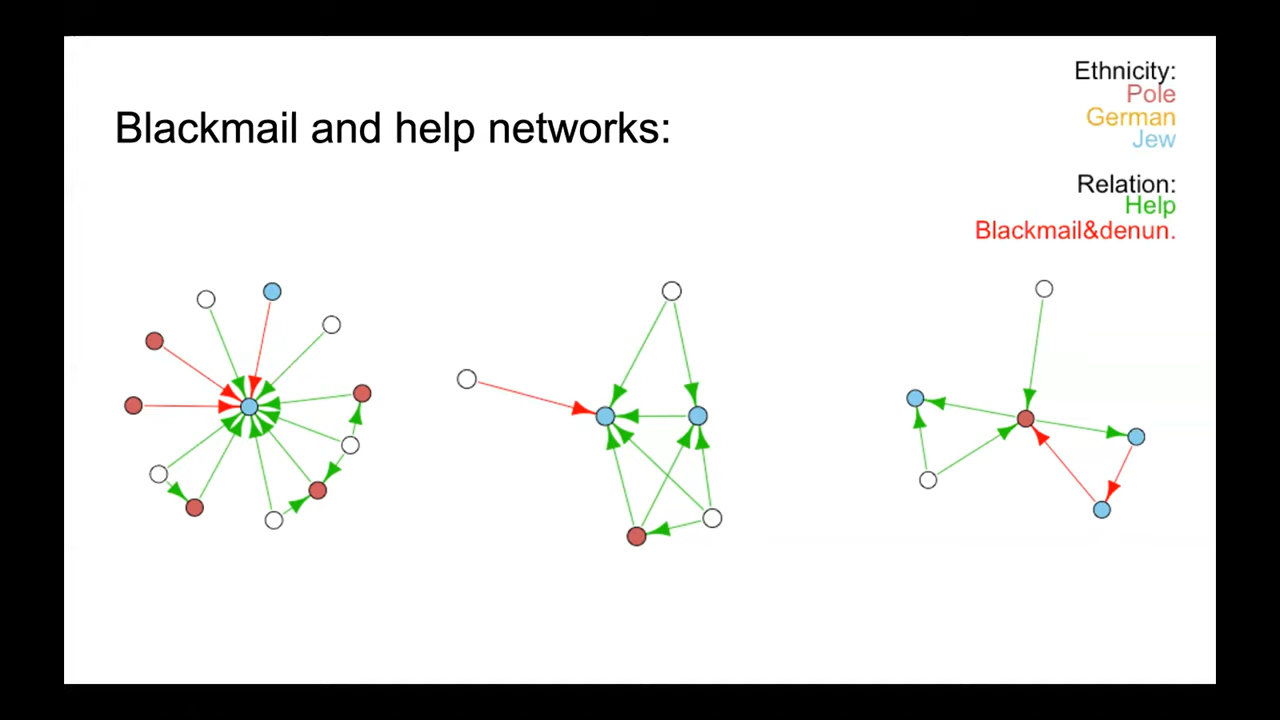 Blackmail and help networks:
Ethnicity:
Pole
German
Jew
Relation:
Help
Blackmail&denun.